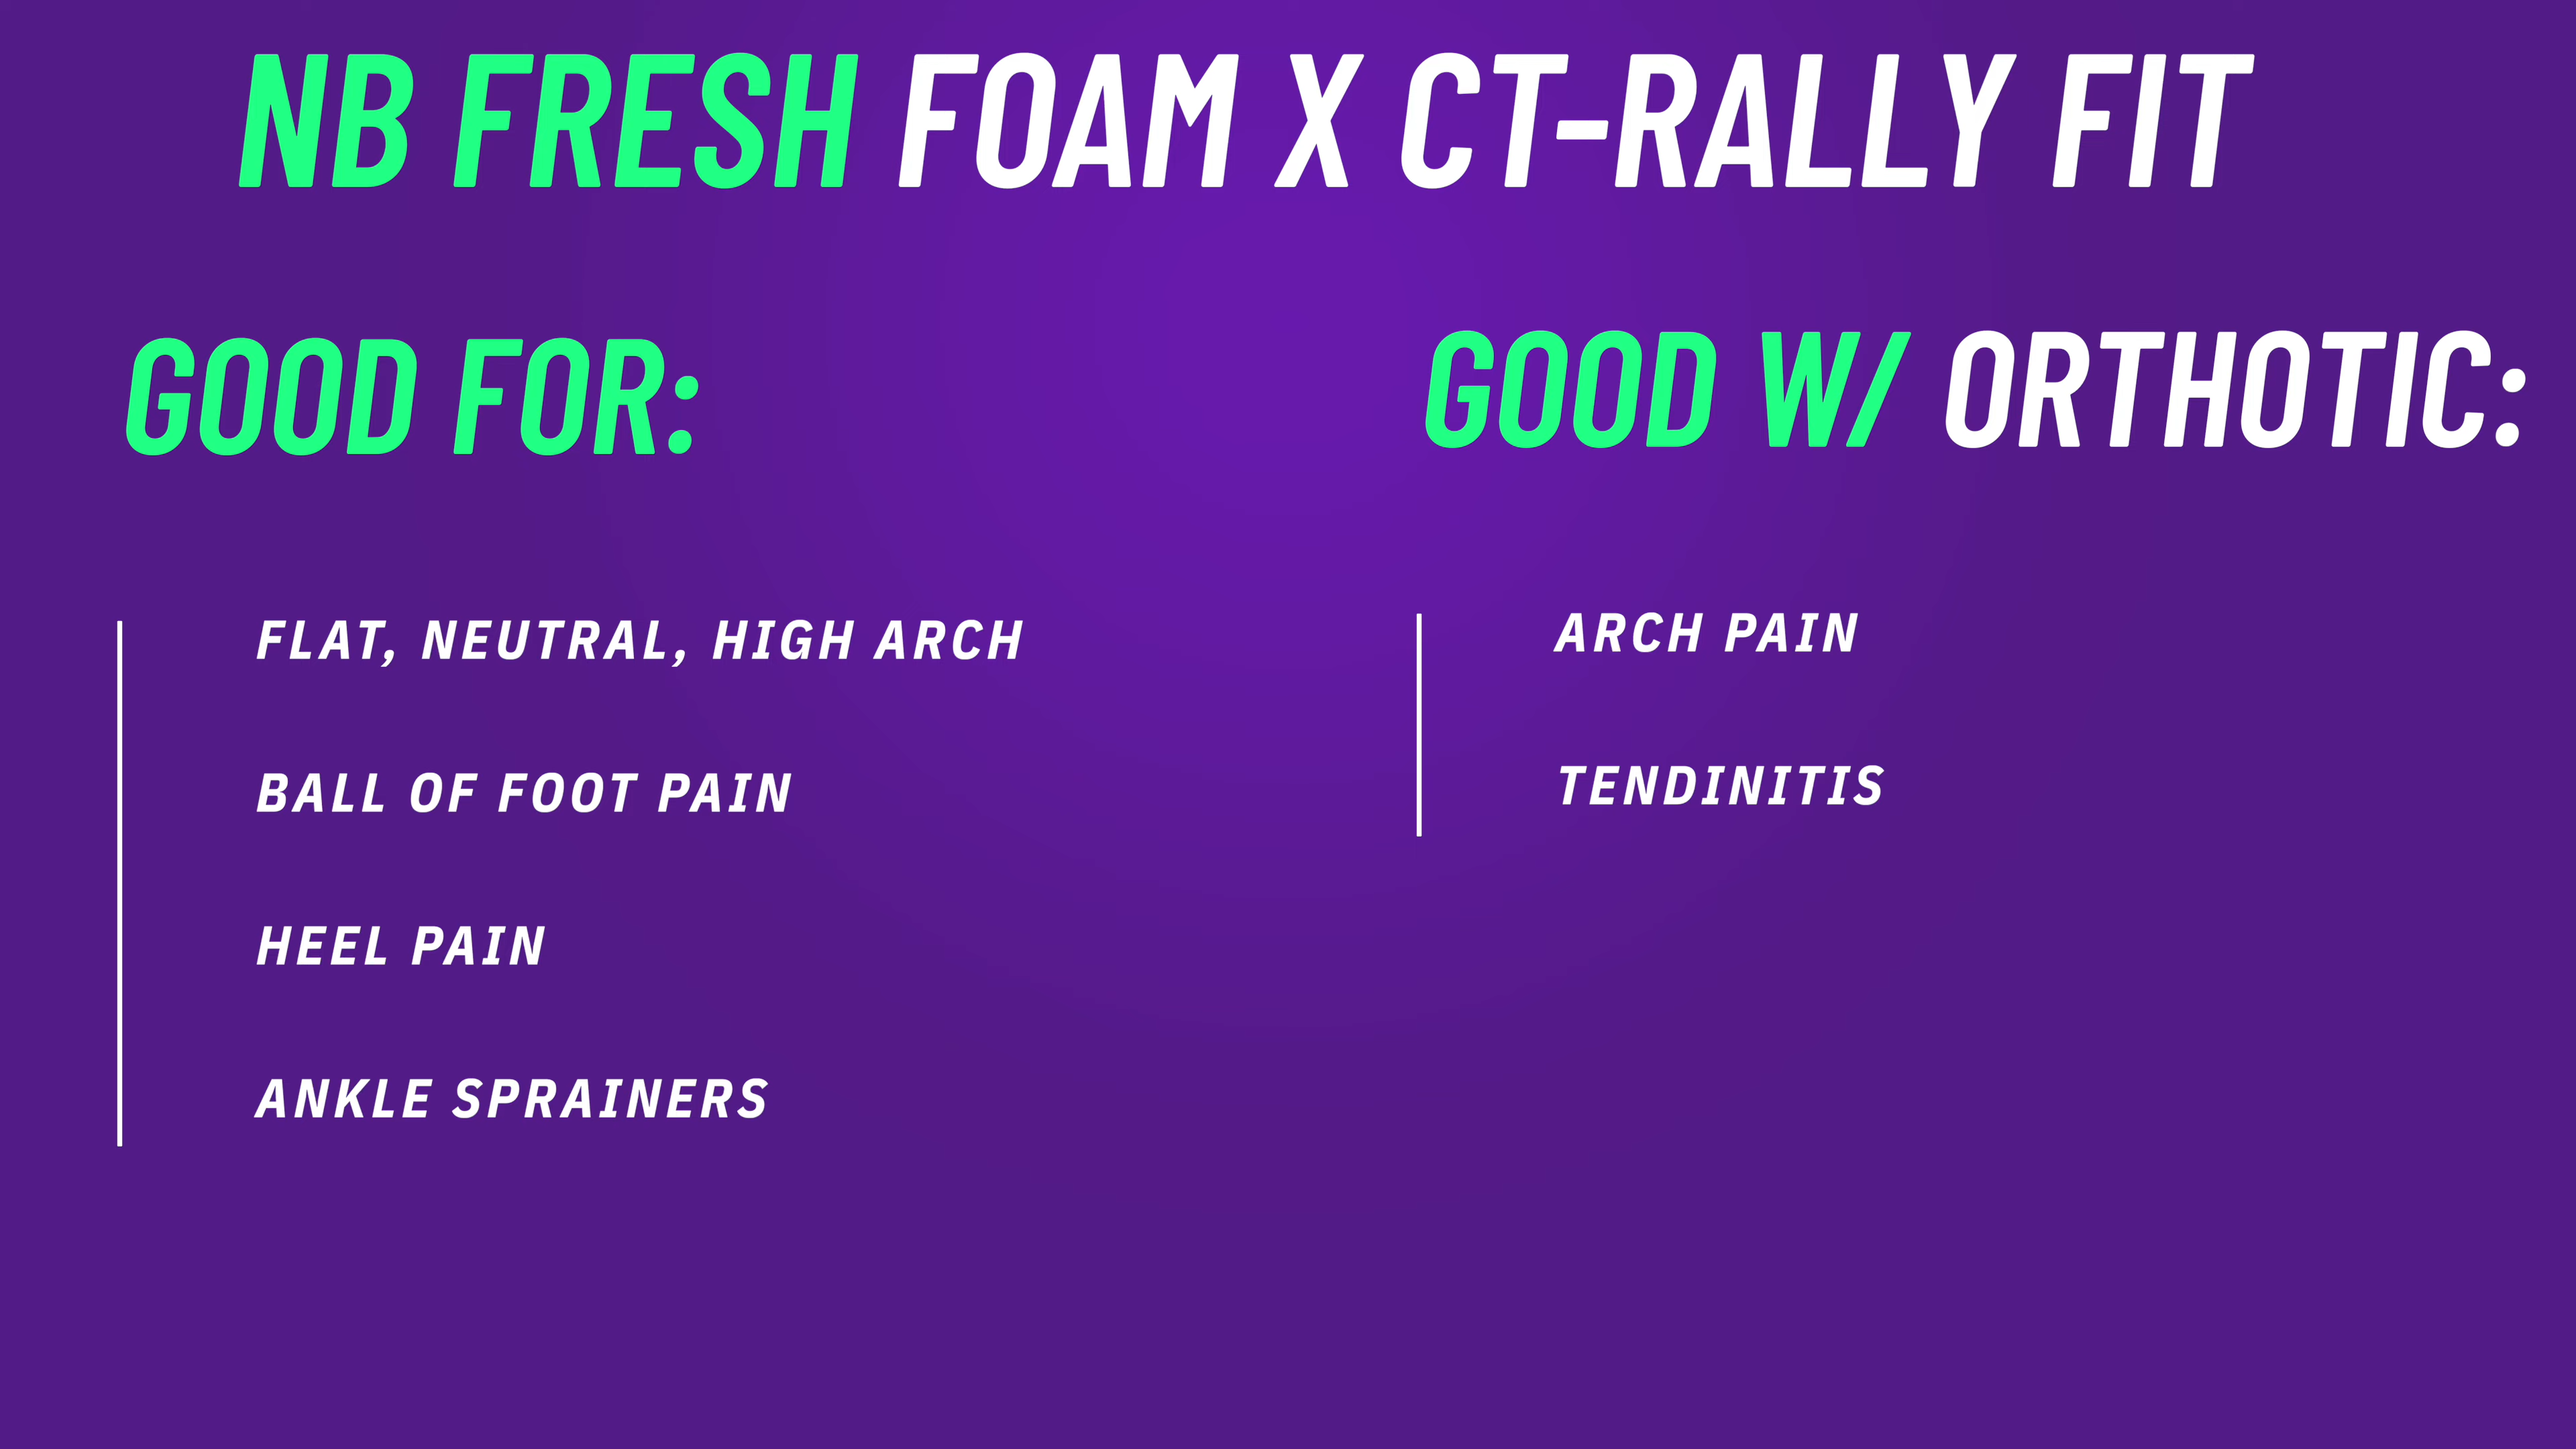 NB FRESH FOAM X CT-RALLY FIT
GOOD FOR:
FLAT, NEUTRAL, HIGH ARCH
BALL OF FOOT PAIN
HEEL PAIN
ANKLE SPRAINERS
GOOD W/ ORTHOTIC:
ARCH PAIN
TENDINITIS